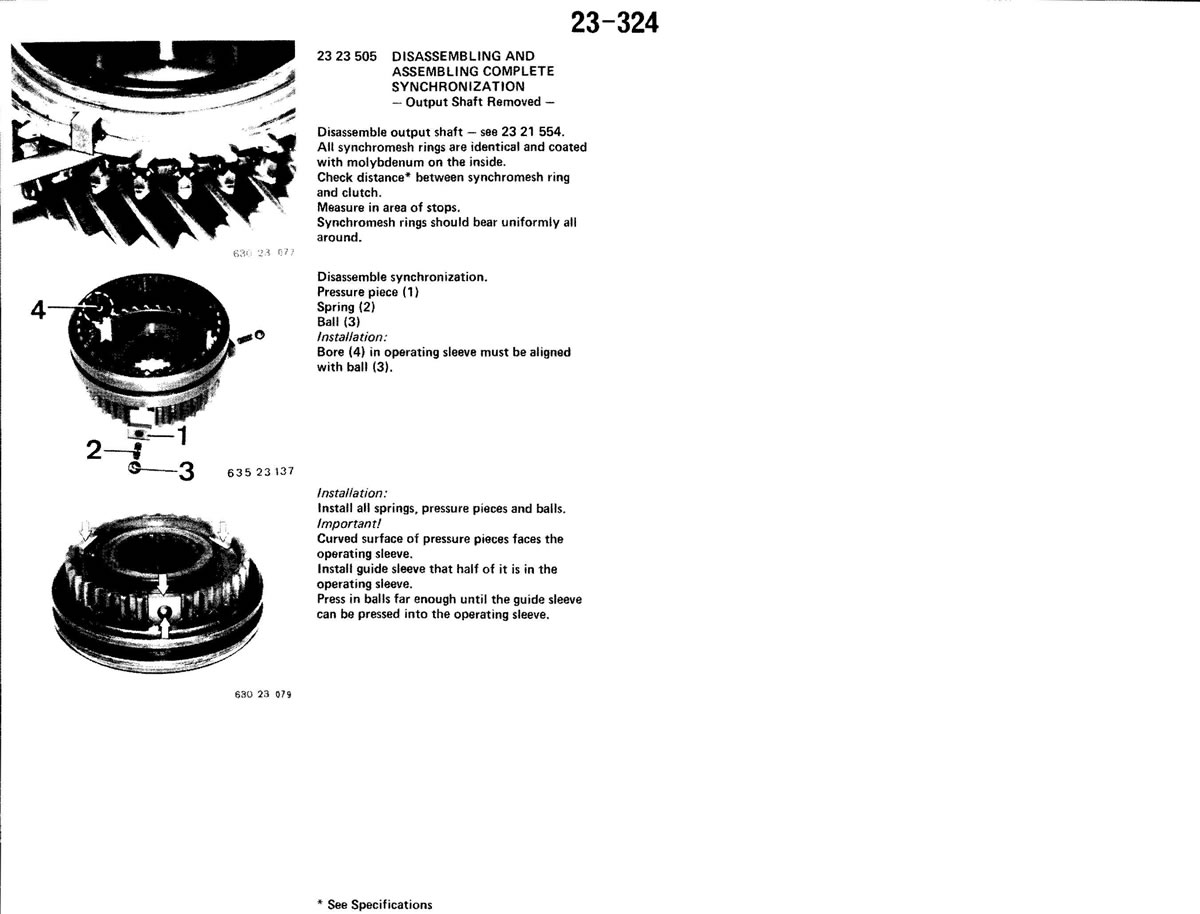 23-324
23 23 505 DISASSEMBLING AND
ASSEMBLING COMPLETE
SYNCHRONIZATION
— Output Shaft Removed —
Disassemble output shaft — see 23 21 554.
All synchromesh rings are identical and coated
with molybdenum on the inside.
Check distance* between synchromesh ring
and clutch.
Measure in area of stops.
Synchromesh rings should bear uniformly all
around.
630 23 077
Disassemble synchronization.
Pressure piece (1)
Spring (2)
Ball (3)
Installation:
Bore (4) in operating sleeve must be aligned
with ball (3).
4
1
2
3
635 23 137
Installation:
Install all springs, pressure pieces and balls.
Important!
Curved surface of pressure pieces faces the
operating sleeve.
Install guide sleeve that half of it is in the
operating sleeve.
Press in balls far enough until the guide sleeve
can be pressed into the operating sleeve.
630 23 079
* See Specifications